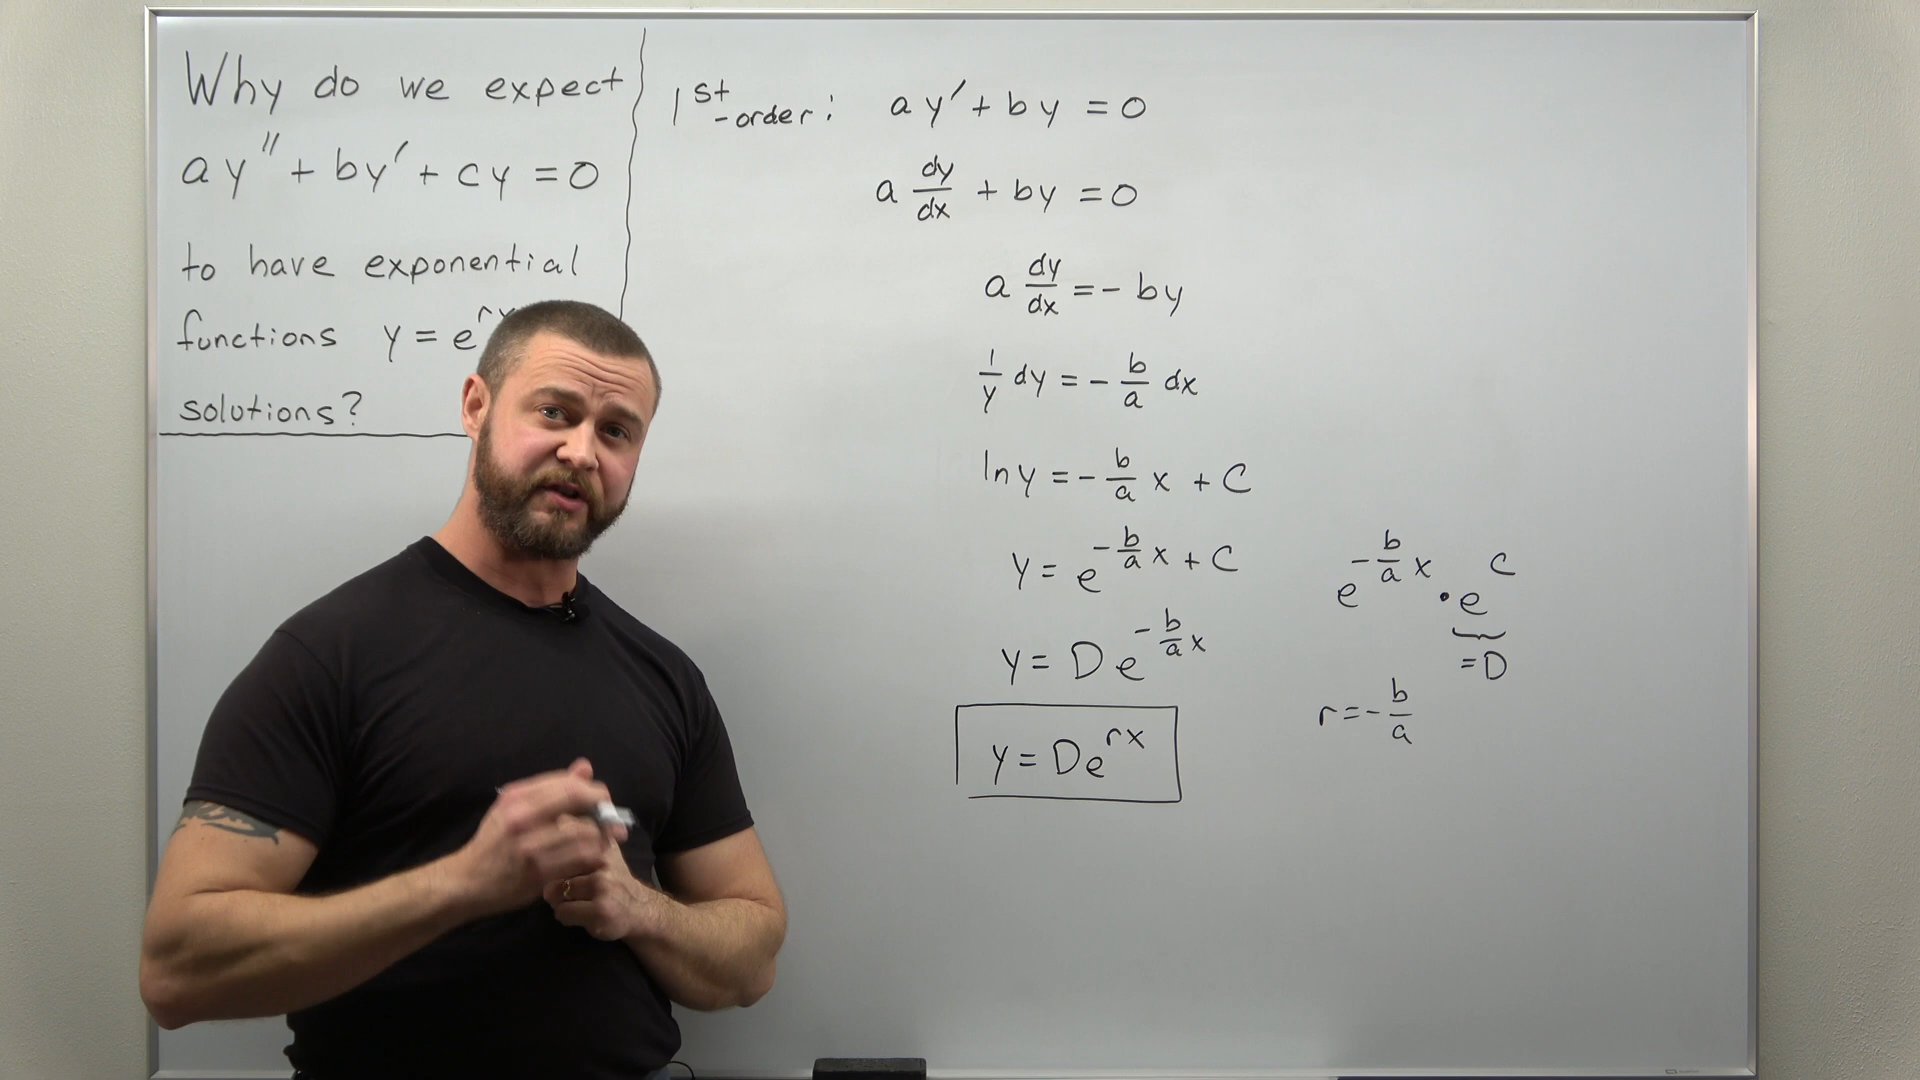 Why do we expect
ay" + by' + cy = 0
to have exponential
functions y = e^rx
solutions?
1st-order: ay' + by = 0
a dy/dx + by = 0
a dy/dx = - by
1/y dy = - b/a dx
ln y = - b/a x + C
y = e^(- b/a x + C)
e^(- b/a x) · e^C
= D
y = D e^(- b/a x)
r = - b/a
y = De^rx